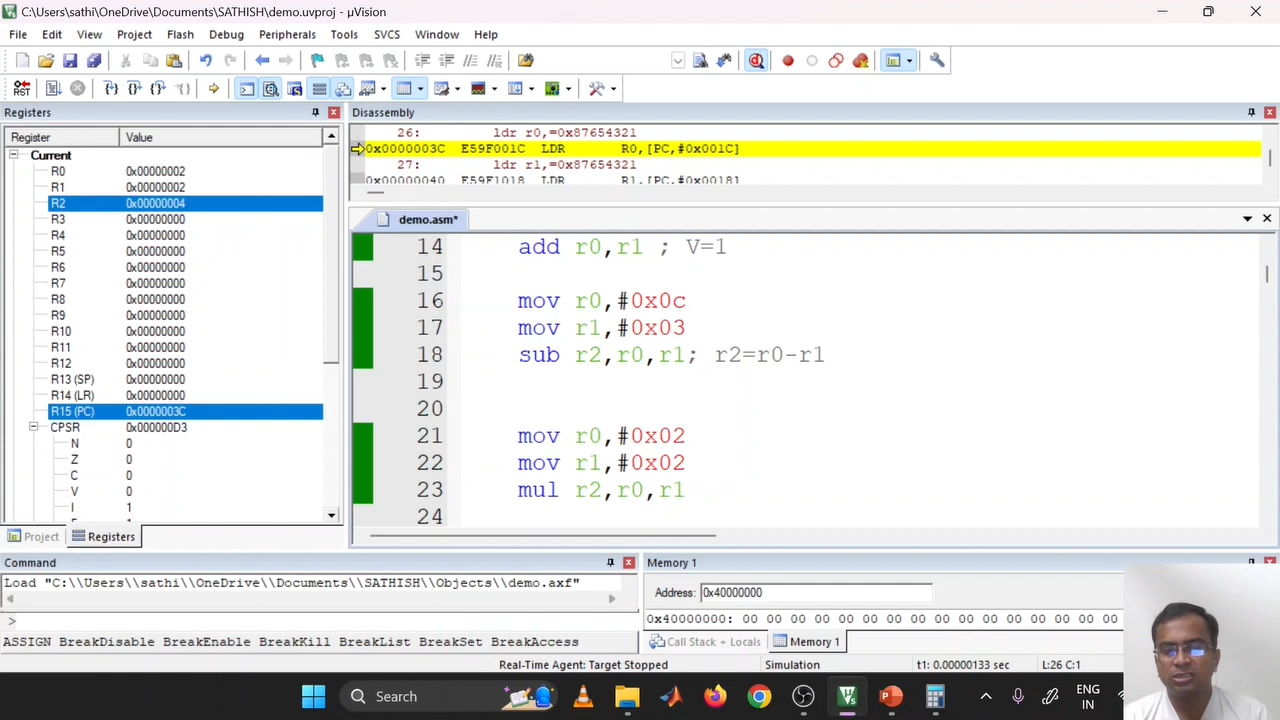 C:\Users\sathi\OneDrive\Documents\SATHISH\demo.uvproj - µVision
File Edit View Project Flash Debug Peripherals Tools SVCS Window Help
Registers
Register Value
Current
R0 0x00000002
R1 0x00000002
R2 0x00000004
R3 0x00000000
R4 0x00000000
R5 0x00000000
R6 0x00000000
R7 0x00000000
R8 0x00000000
R9 0x00000000
R10 0x00000000
R11 0x00000000
R12 0x00000000
R13 (SP) 0x00000000
R14 (LR) 0x00000000
R15 (PC) 0x0000003C
CPSR 0x000000D3
N 0
Z 0
C 0
V 0
I 1
Project Registers
Disassembly
26: ldr r0,=0x87654321
0x0000003C E59F001C LDR R0,[PC,#0x001C]
27: ldr r1,=0x87654321
0x00000040 E59F1018 LDR R1,[PC,#0x0018]
demo.asm*
14 add r0,r1 ; V=1
15
16 mov r0,#0x0c
17 mov r1,#0x03
18 sub r2,r0,r1; r2=r0-r1
19
20
21 mov r0,#0x02
22 mov r1,#0x02
23 mul r2,r0,r1
24
Command
Load "C:\\Users\\sathi\\OneDrive\\Documents\\SATHISH\\Objects\\demo.axf"
>
ASSIGN BreakDisable BreakEnable BreakKill BreakList BreakSet BreakAccess
Memory 1
Address: 0x40000000
0x40000000: 00 00 00 00 00 00 00 00 00 00 00 00 00 00 00 00
Call Stack + Locals Memory 1
Real-Time Agent: Target Stopped Simulation t1: 0.00000133 sec L:26 C:1
Search
ENG
IN